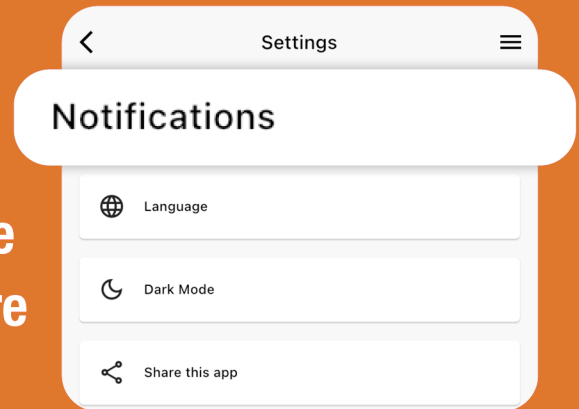 Settings
Notifications
Language
Dark Mode
Share this app